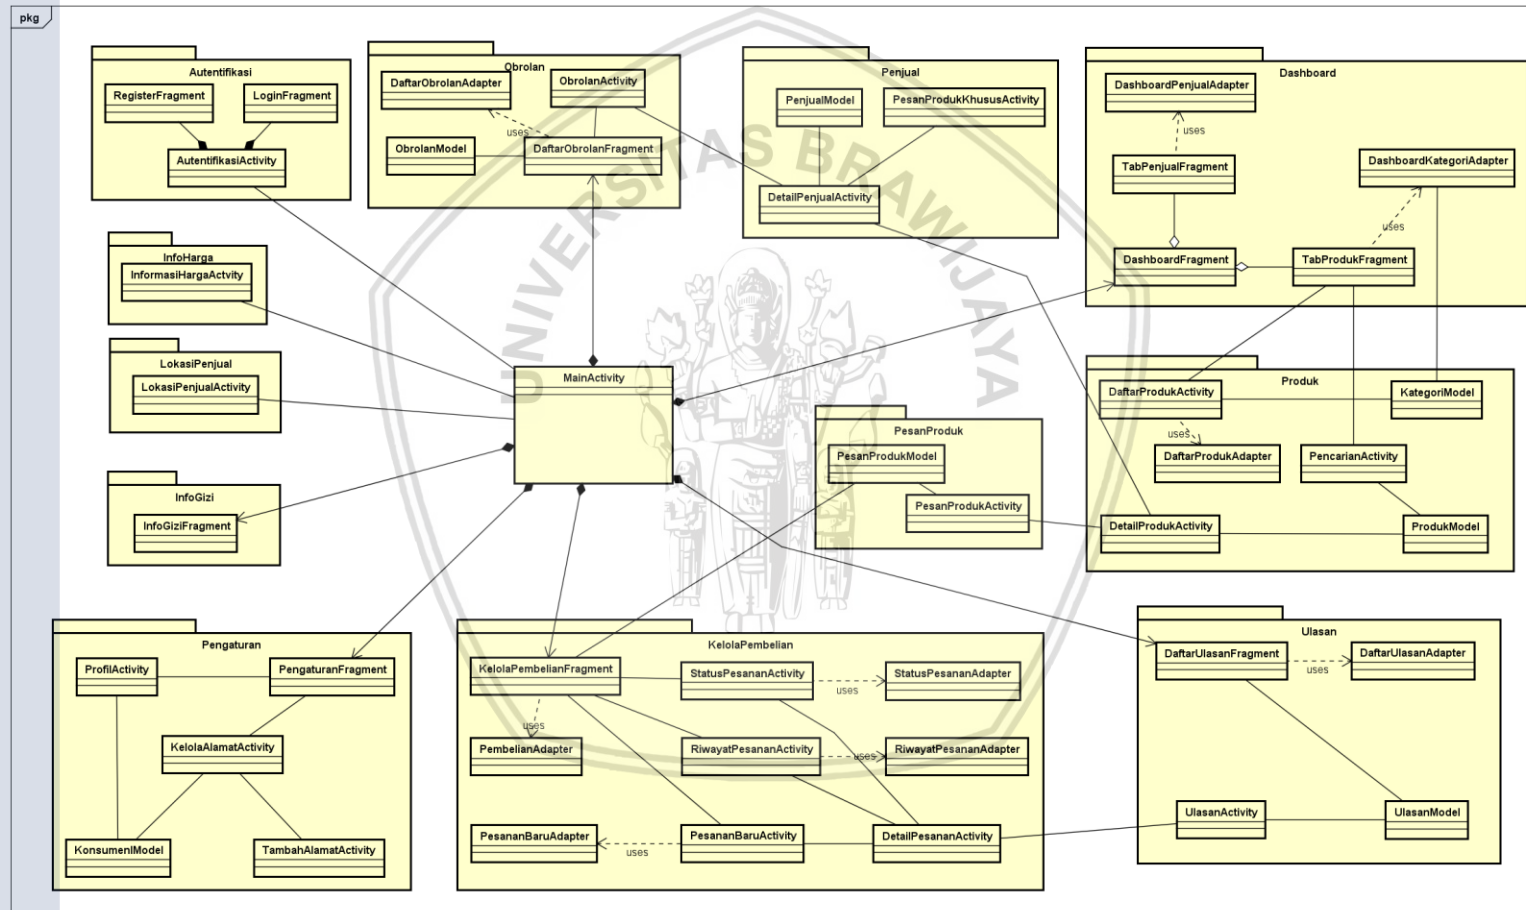 pkg
Autentifikasi
RegisterFragment
LoginFragment
AutentifikasiActivity
Obrolan
DaftarObrolanAdapter
ObrolanActivity
uses
ObrolanModel
DaftarObrolanFragment
Penjual
PenjualModel
PesanProdukKhususActivity
DetailPenjualActivity
Dashboard
DashboardPenjualAdapter
uses
TabPenjualFragment
DashboardKategoriAdapter
uses
DashboardFragment
TabProdukFragment
InfoHarga
InformasiHargaActvity
LokasiPenjual
LokasiPenjualActivity
MainActivity
InfoGizi
InfoGiziFragment
PesanProduk
PesanProdukModel
PesanProdukActivity
Produk
DaftarProdukActivity
KategoriModel
uses
DaftarProdukAdapter
PencarianActivity
DetailProdukActivity
ProdukModel
Pengaturan
ProfilActivity
PengaturanFragment
KelolaAlamatActivity
KonsumenlModel
TambahAlamatActivity
KelolaPembelian
KelolaPembelianFragment
StatusPesananActivity
uses
StatusPesananAdapter
uses
PembelianAdapter
RiwayatPesananActivity
uses
RiwayatPesananAdapter
PesananBaruAdapter
uses
PesananBaruActivity
DetailPesananActivity
Ulasan
DaftarUlasanFragment
uses
DaftarUlasanAdapter
UlasanActivity
UlasanModel
UNIVERSITAS BRAWIJAYA